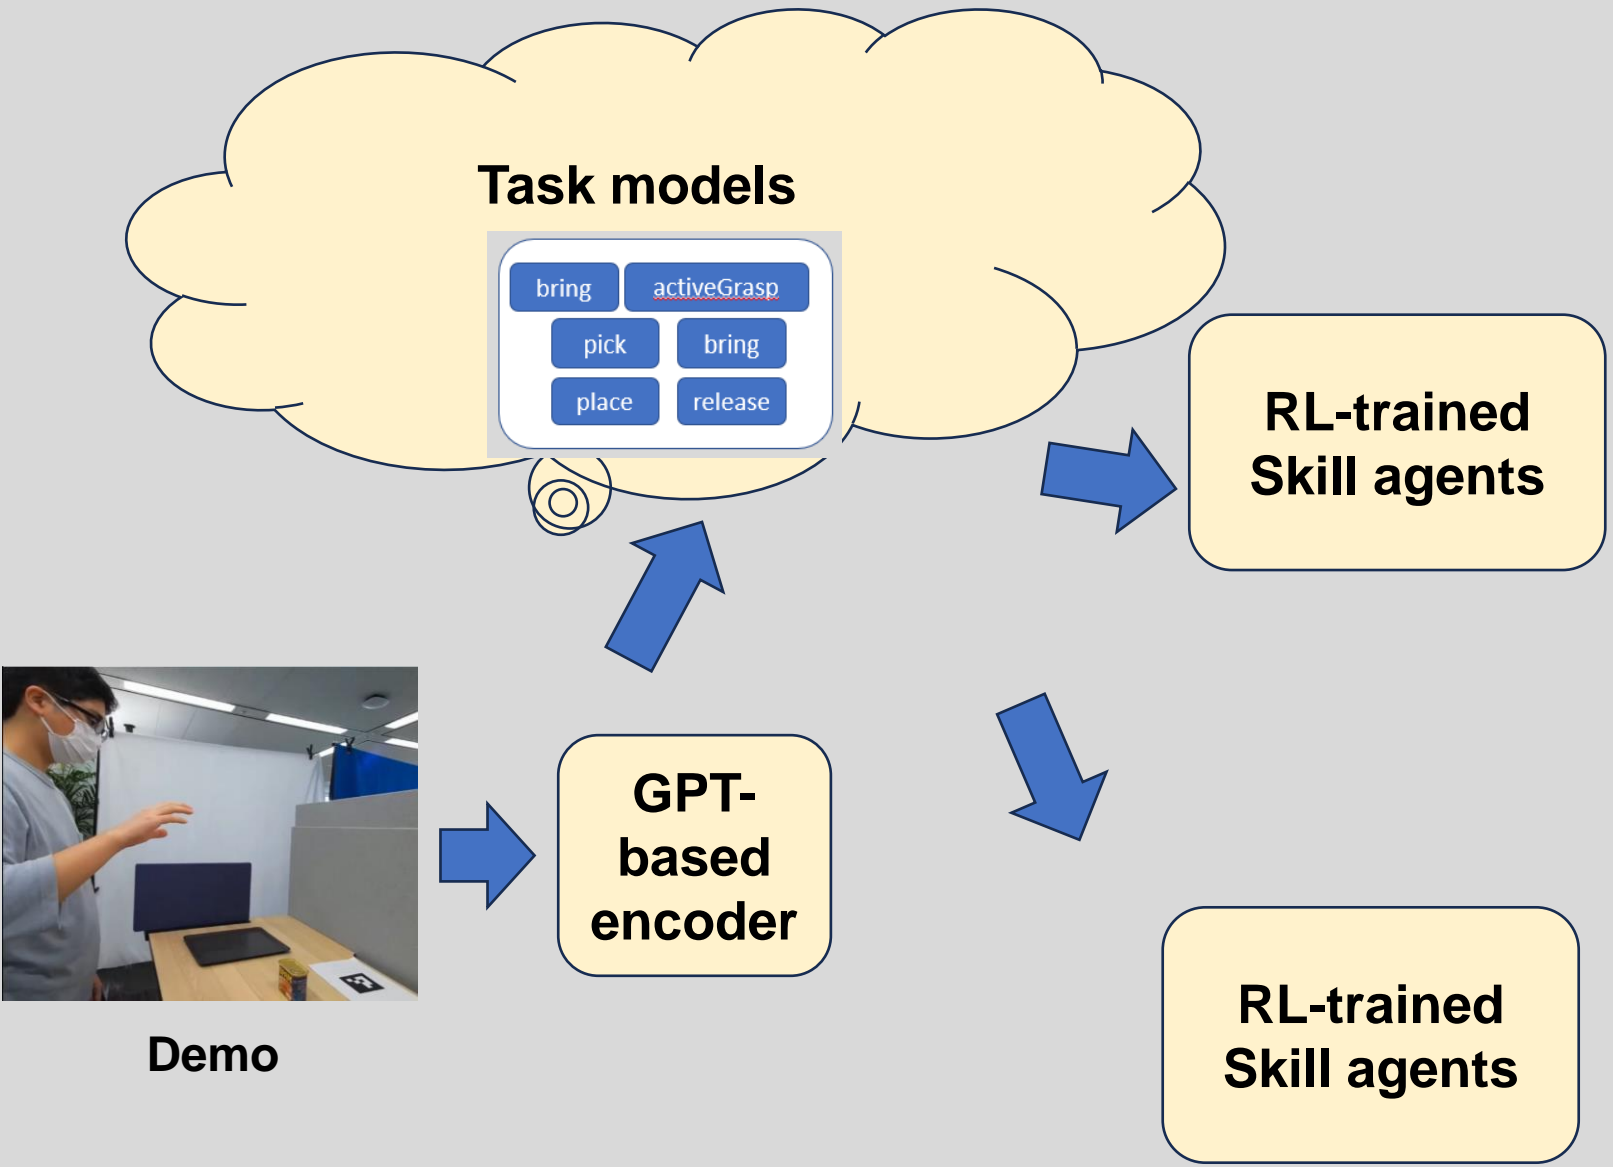 Task models
bring activeGrasp
pick bring
place release
RL-trained
Skill agents
GPT-
based
encoder
Demo
RL-trained
Skill agents